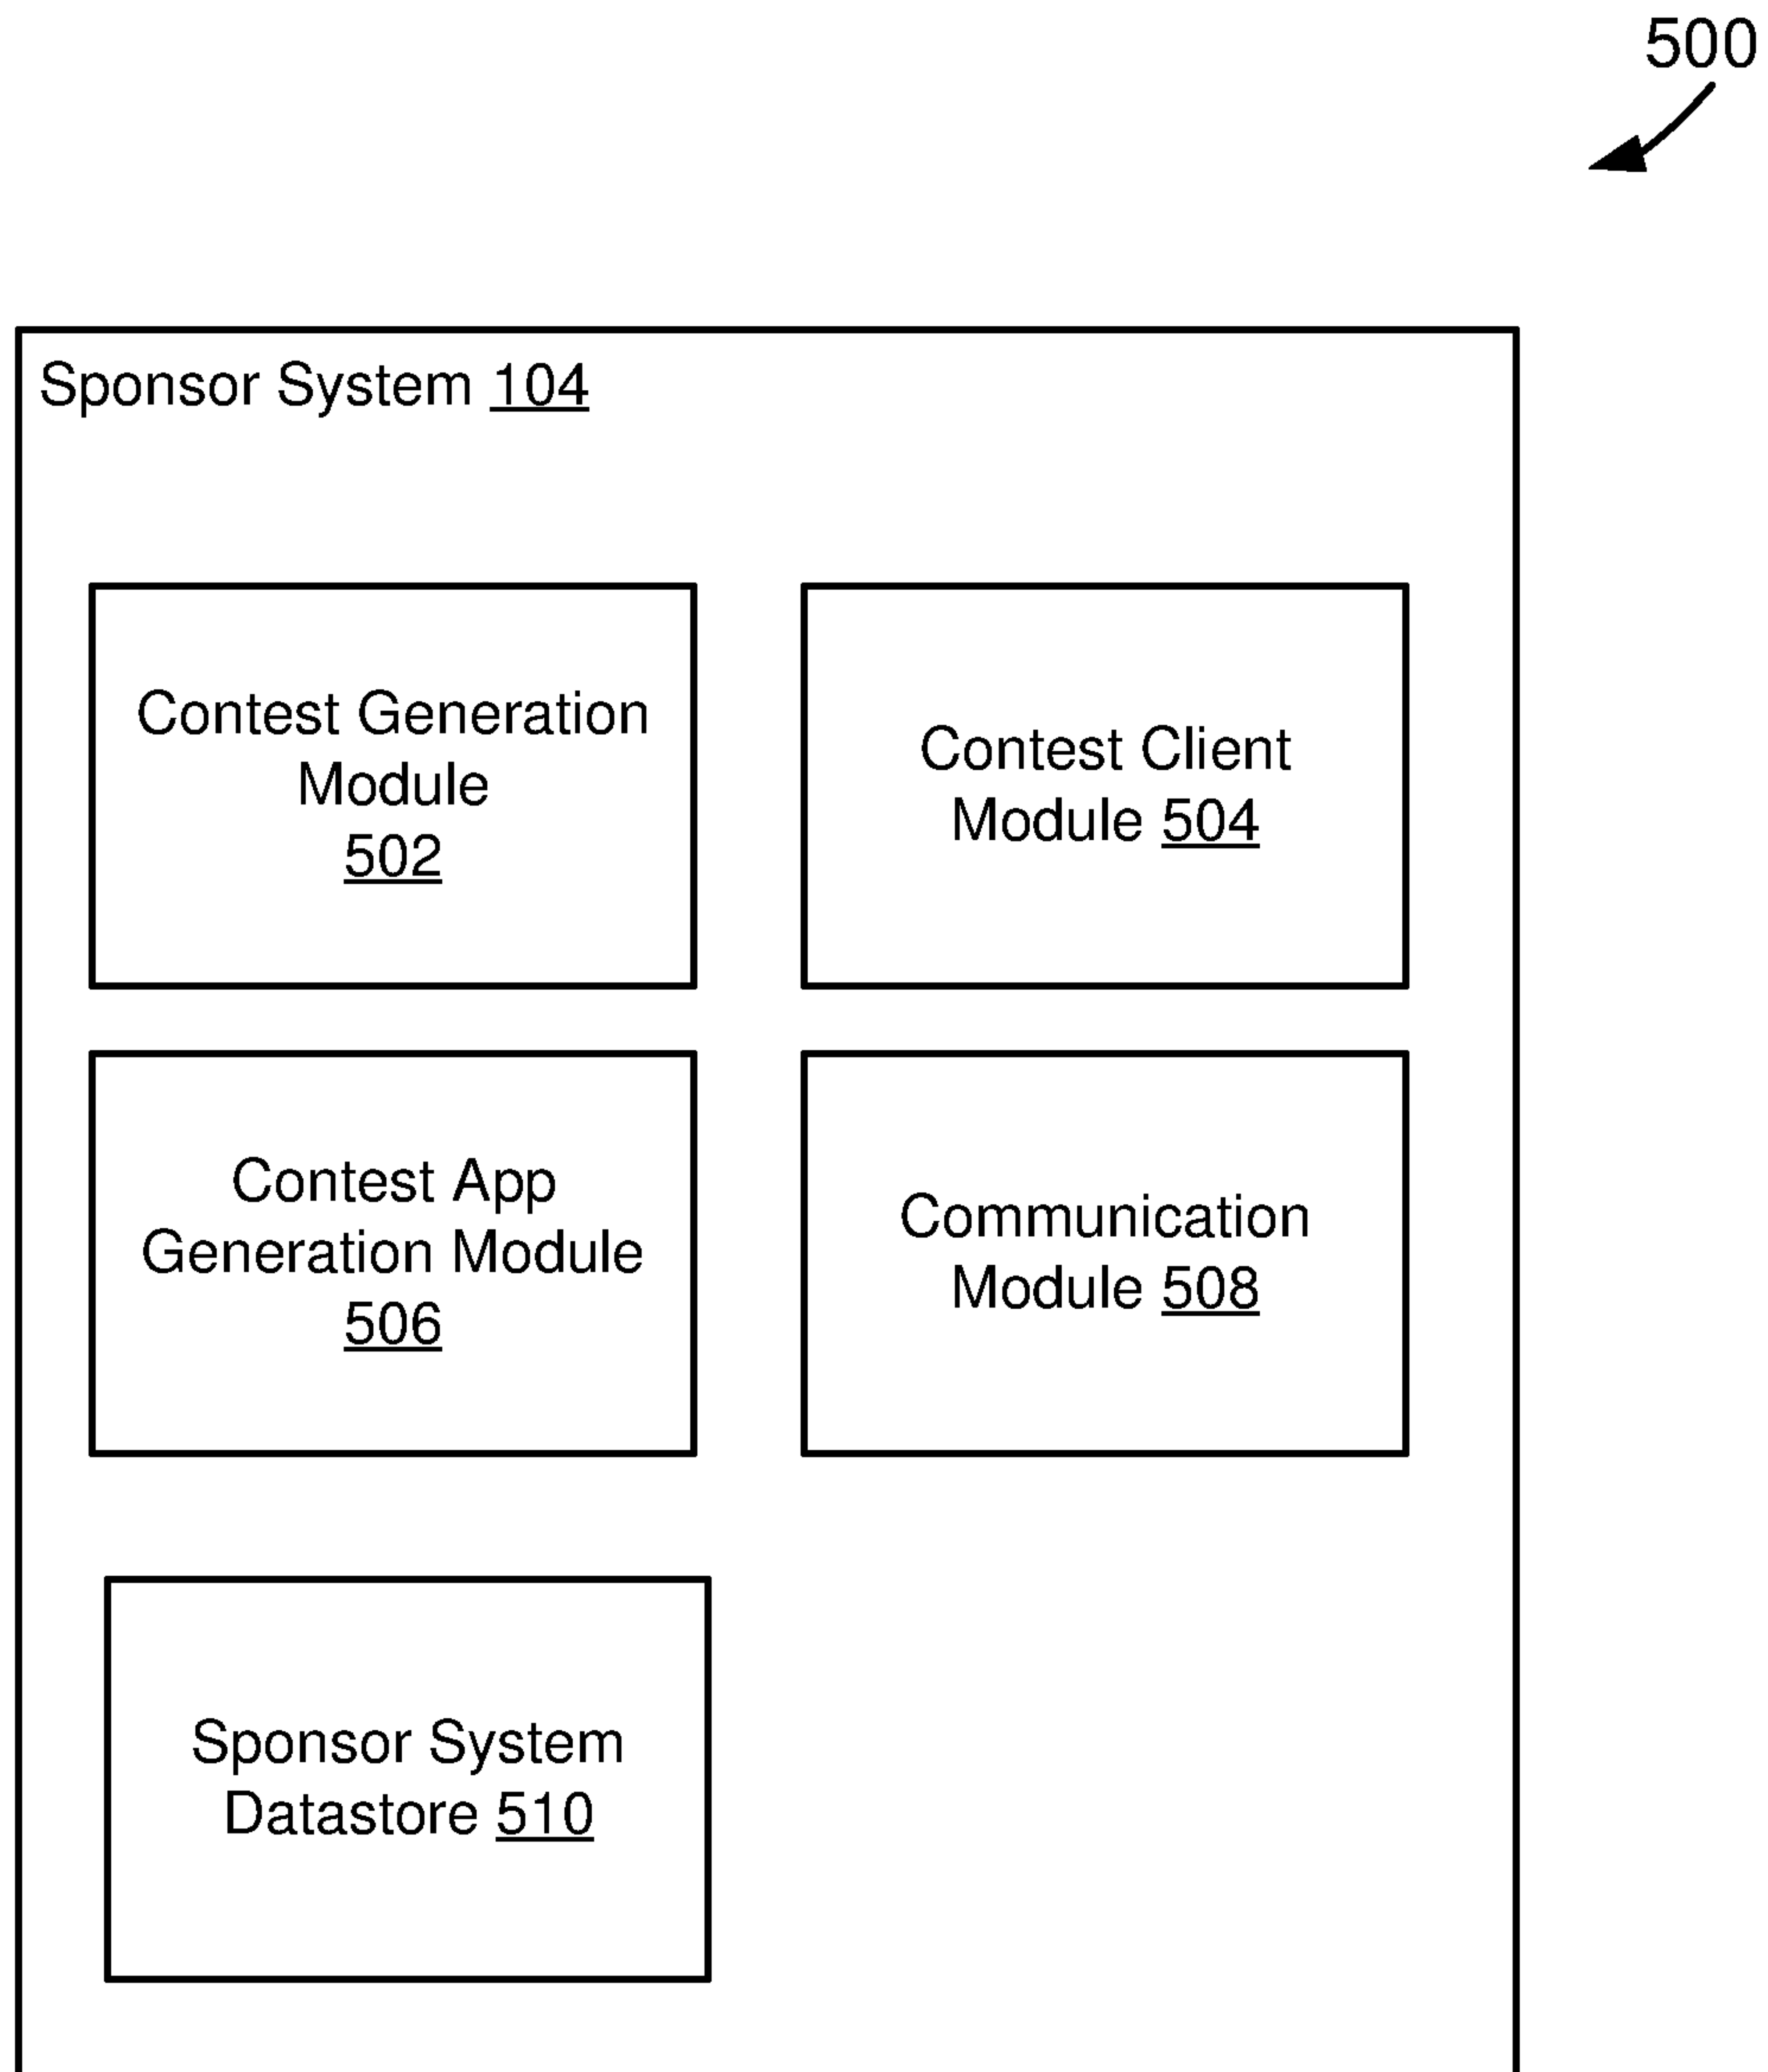 500
Sponsor System 104
Contest Generation
Module
502
Contest Client
Module 504
Contest App
Generation Module
506
Communication
Module 508
Sponsor System
Datastore 510